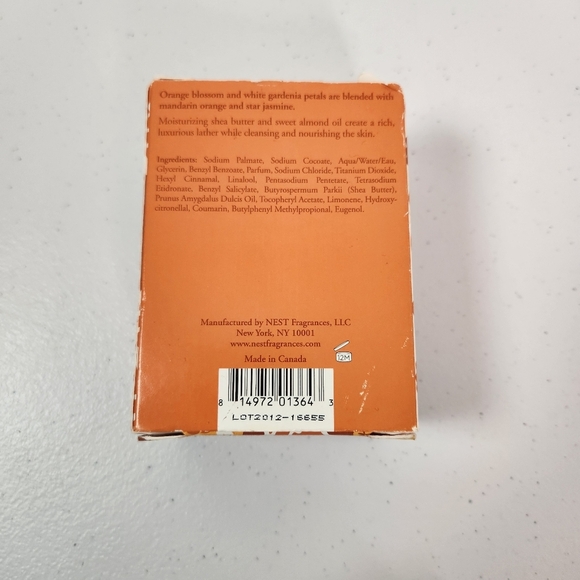 Orange blossom and white gardenia petals are blended with
mandarin orange and star jasmine.
Moisturizing shea butter and sweet almond oil create a rich,
luxurious lather while cleansing and nourishing the skin.
Ingredients: Sodium Palmate, Sodium Cocoate, Aqua/Water/Eau,
Glycerin, Benzyl Benzoate, Parfum, Sodium Chloride, Titanium Dioxide,
Hexyl Cinnamal, Linalool, Pentasodium Pentetate, Tetrasodium
Etidronate, Benzyl Salicylate, Butyrospermum Parkii (Shea Butter),
Prunus Amygdalus Dulcis Oil, Tocopheryl Acetate, Limonene, Hydroxy-
citronellal, Coumarin, Butylphenyl Methylpropional, Eugenol.
Manufactured by NEST Fragrances, LLC
New York, NY 10001
www.nestfragrances.com
Made in Canada
12M
8 14972 01364 3
LOT2012-16655